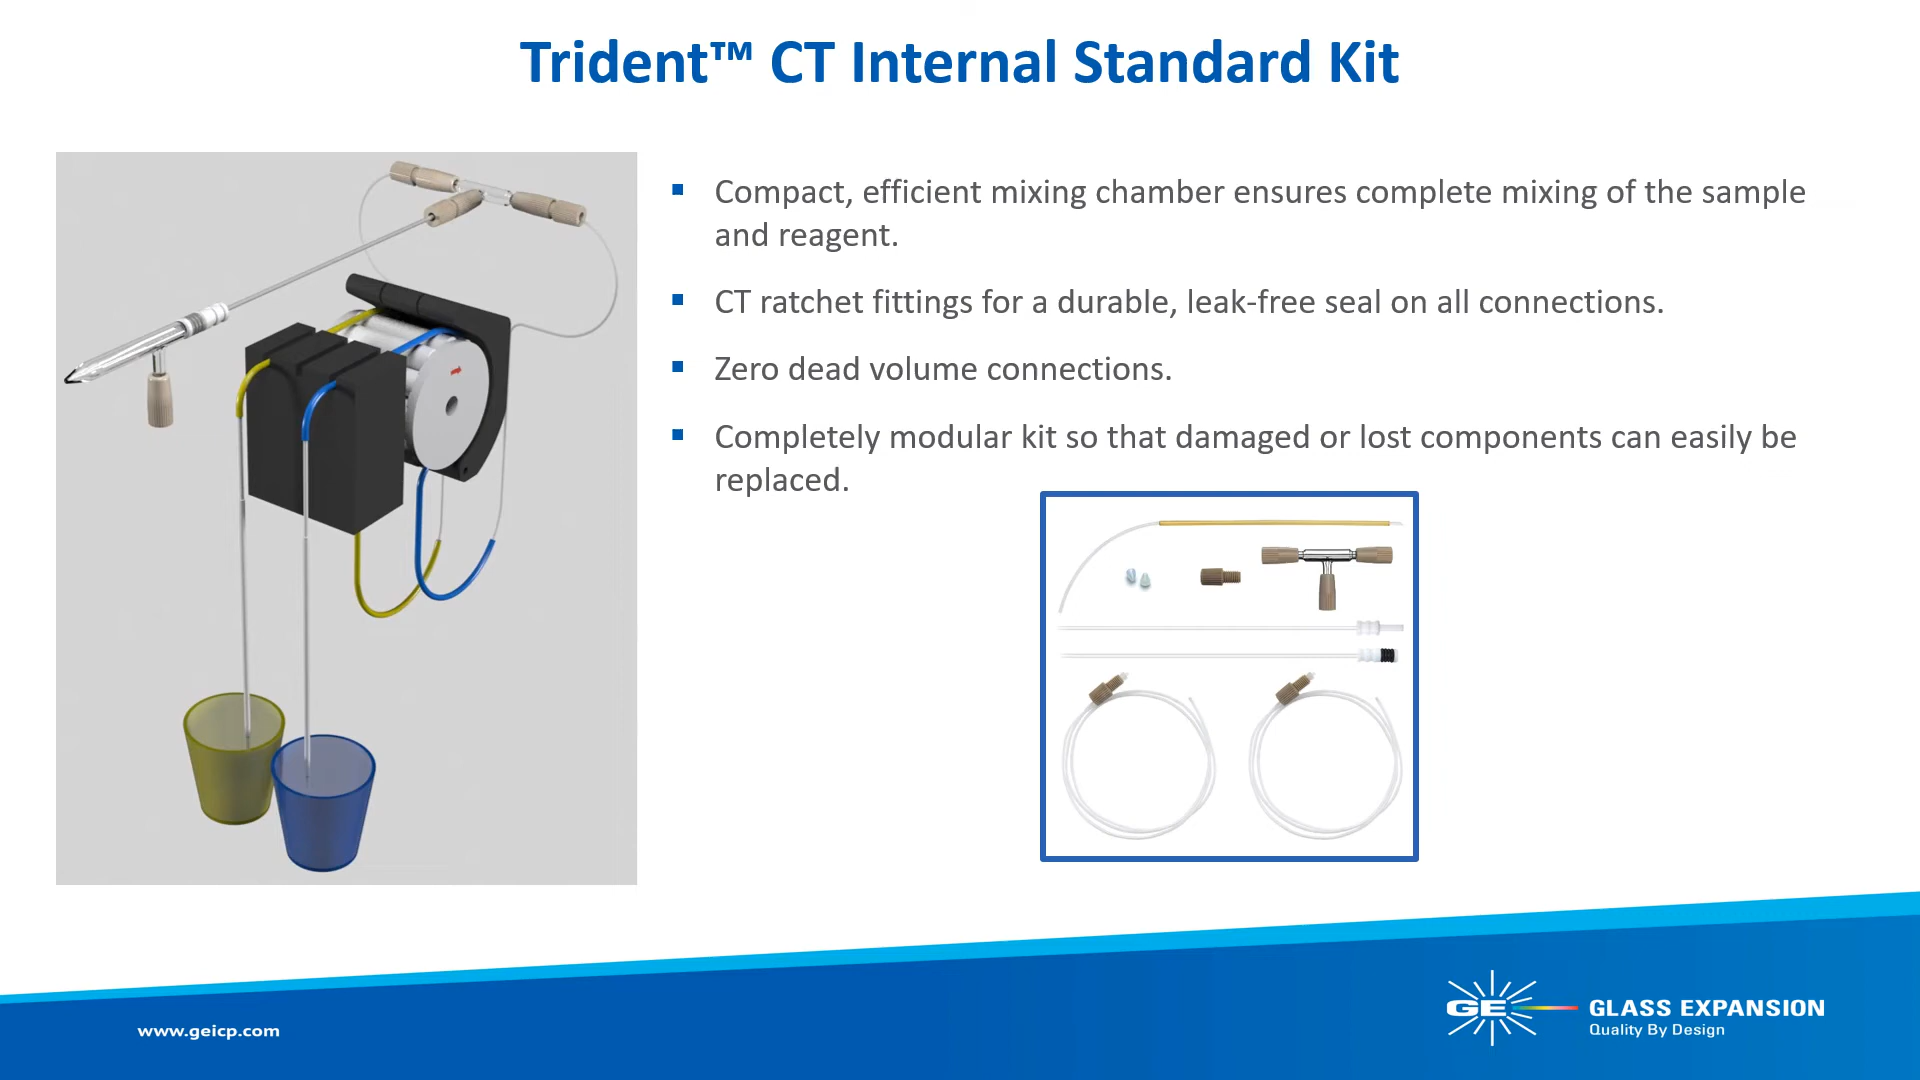 Trident™ CT Internal Standard Kit
▪ Compact, efficient mixing chamber ensures complete mixing of the sample
and reagent.
▪ CT ratchet fittings for a durable, leak-free seal on all connections.
▪ Zero dead volume connections.
▪ Completely modular kit so that damaged or lost components can easily be
replaced.
www.geicp.com
GE
GLASS EXPANSION
Quality By Design